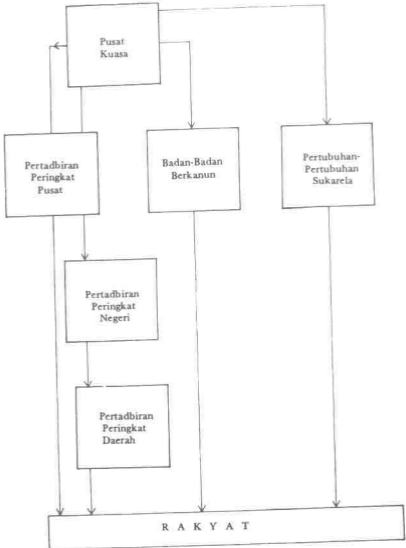 Pusat
Kuasa
Pertadbiran
Peringkat
Pusat
Badan-Badan
Berkanun
Pertubuhan-
Pertubuhan
Sukarela
Pertadbiran
Peringkat
Negeri
Pertadbiran
Peringkat
Daerah
R A K Y A T